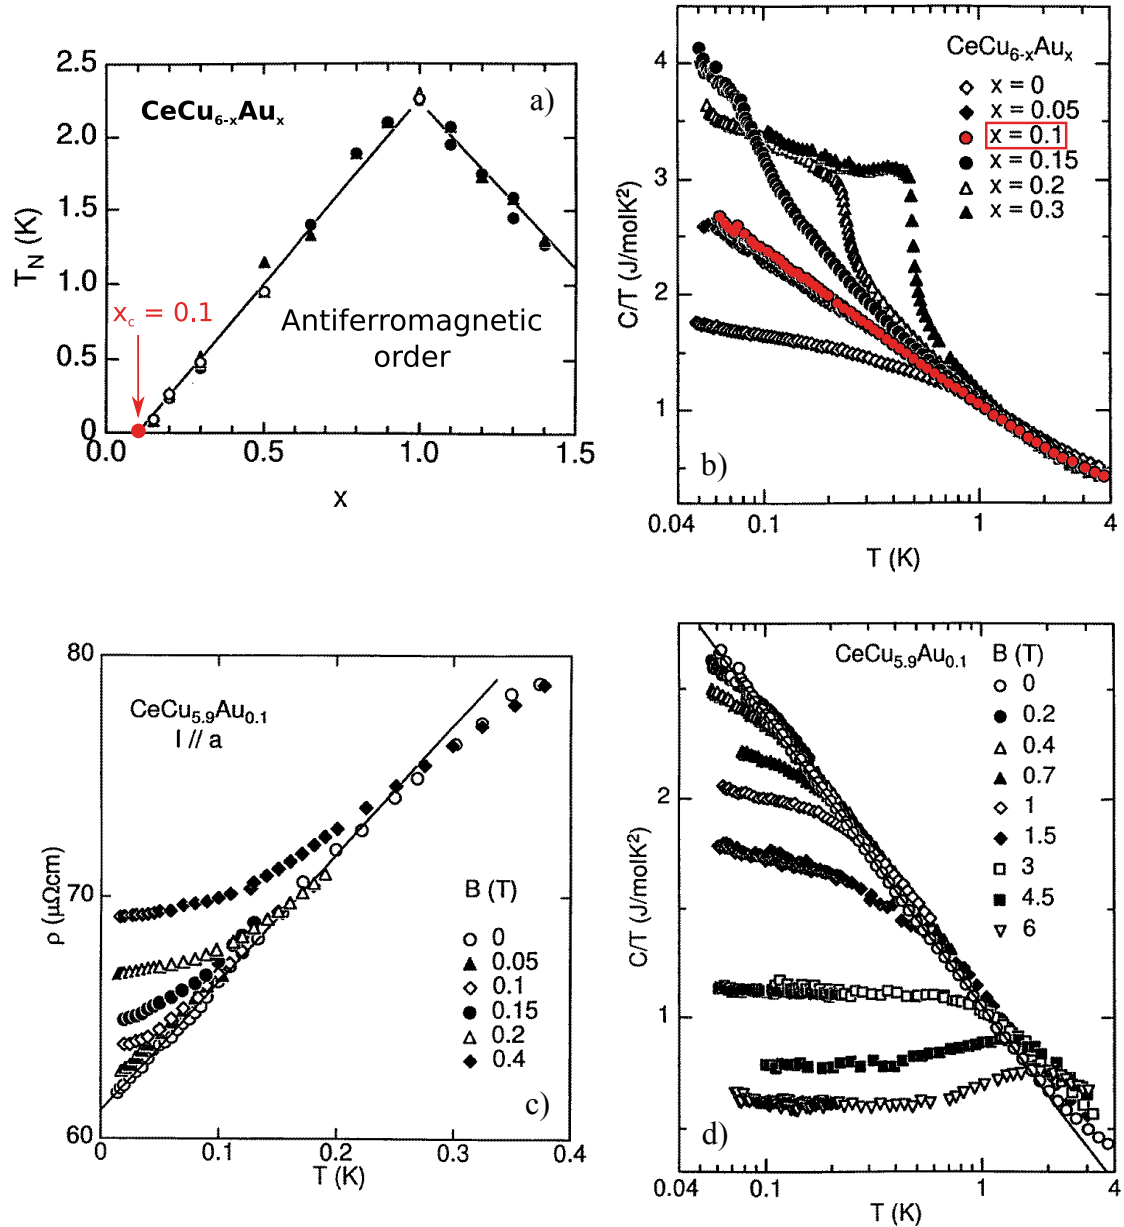 a)
CeCu6-xAux
TN (K)
2.5
2.0
1.5
1.0
0.5
0
xc = 0.1
Antiferromagnetic
order
0.0
0.5
1.0
1.5
x
b)
CeCu6-xAux
x = 0
x = 0.05
x = 0.1
x = 0.15
x = 0.2
x = 0.3
C/T (J/molK2)
4
3
2
1
0.04
0.1
1
4
T (K)
c)
CeCu5.9Au0.1
I // a
ρ (μΩcm)
80
70
60
B (T)
0
0.05
0.1
0.15
0.2
0.4
0
0.1
0.2
0.3
0.4
T (K)
d)
CeCu5.9Au0.1
B (T)
0
0.2
0.4
0.7
1
1.5
3
4.5
6
C/T (J/molK2)
2
1
0.04
0.1
1
4
T (K)